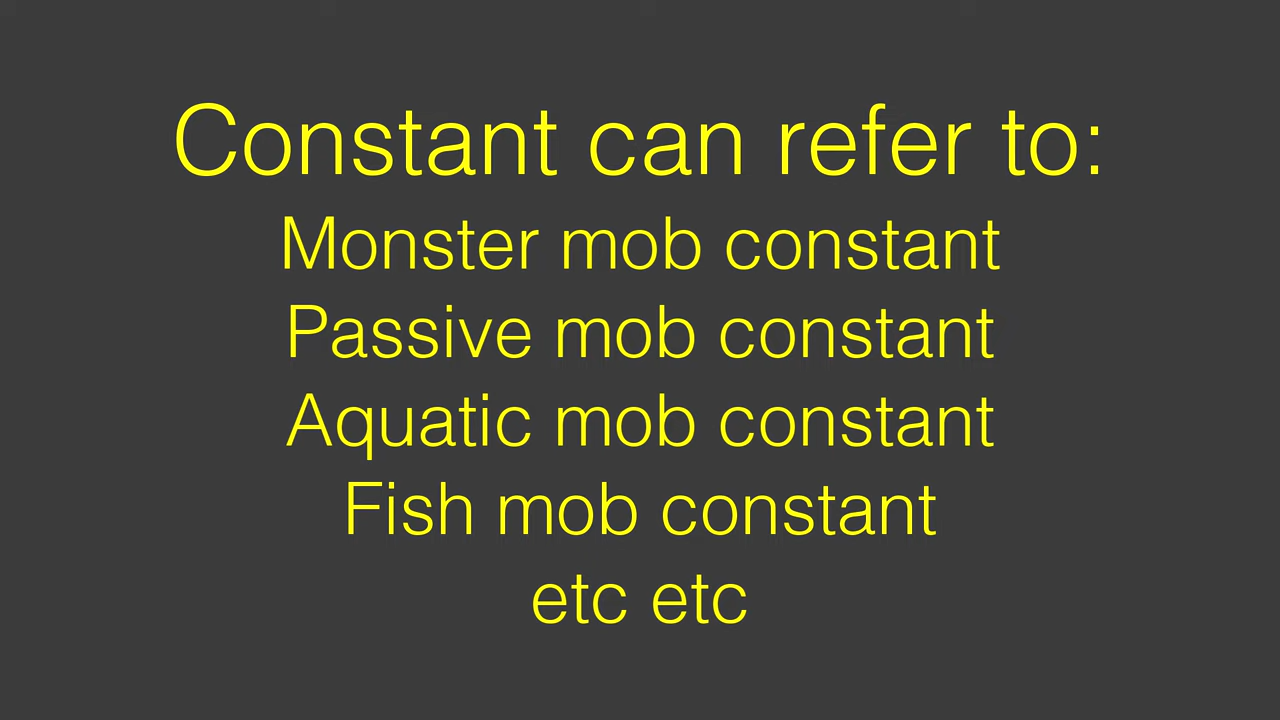 Constant can refer to:
Monster mob constant
Passive mob constant
Aquatic mob constant
Fish mob constant
etc etc